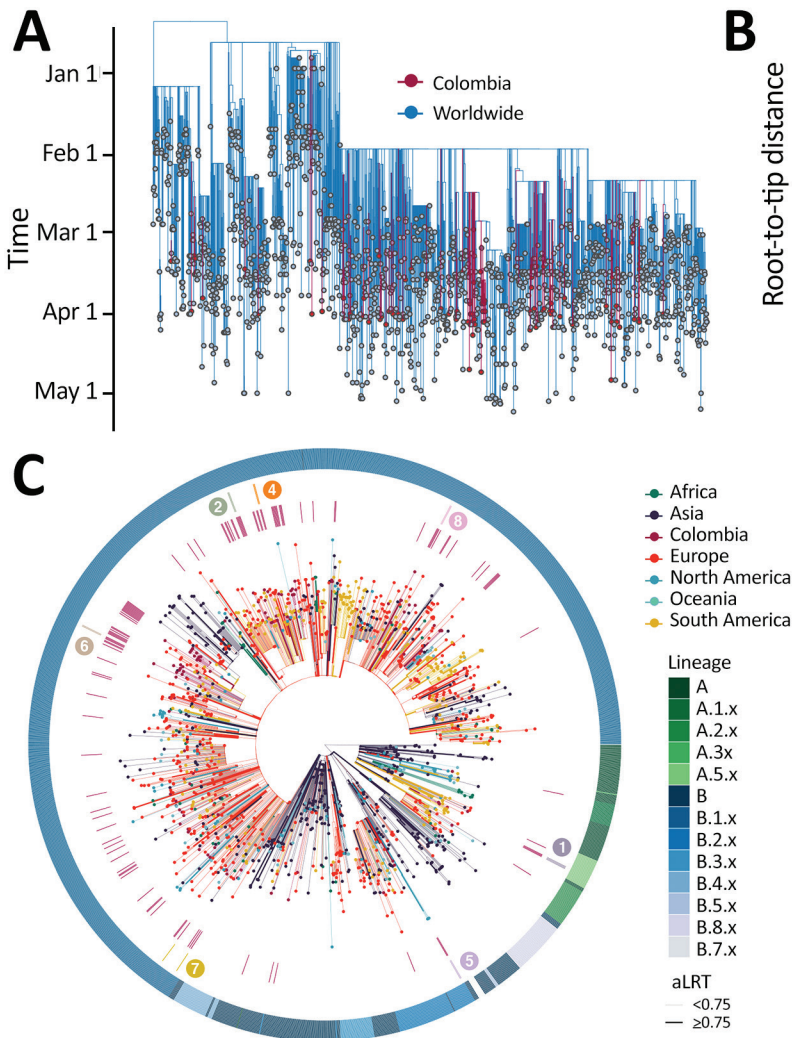 A
B
Time
Jan 1
Feb 1
Mar 1
Apr 1
May 1
Colombia
Worldwide
Root-to-tip distance
C
2
4
8
6
1
5
7
Africa
Asia
Colombia
Europe
North America
Oceania
South America
Lineage
A
A.1.x
A.2.x
A.3x
A.5.x
B
B.1.x
B.2.x
B.3.x
B.4.x
B.5.x
B.8.x
B.7.x
aLRT
<0.75
≥0.75